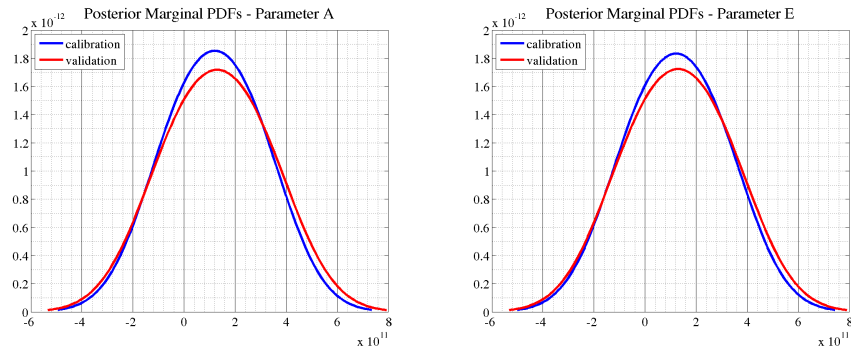 Posterior Marginal PDFs - Parameter A
x 10^-12
calibration
validation
2
1.8
1.6
1.4
1.2
1
0.8
0.6
0.4
0.2
0
-6 -4 -2 0 2 4 6 8
x 10^11
Posterior Marginal PDFs - Parameter E
x 10^-12
calibration
validation
2
1.8
1.6
1.4
1.2
1
0.8
0.6
0.4
0.2
0
-6 -4 -2 0 2 4 6 8
x 10^11